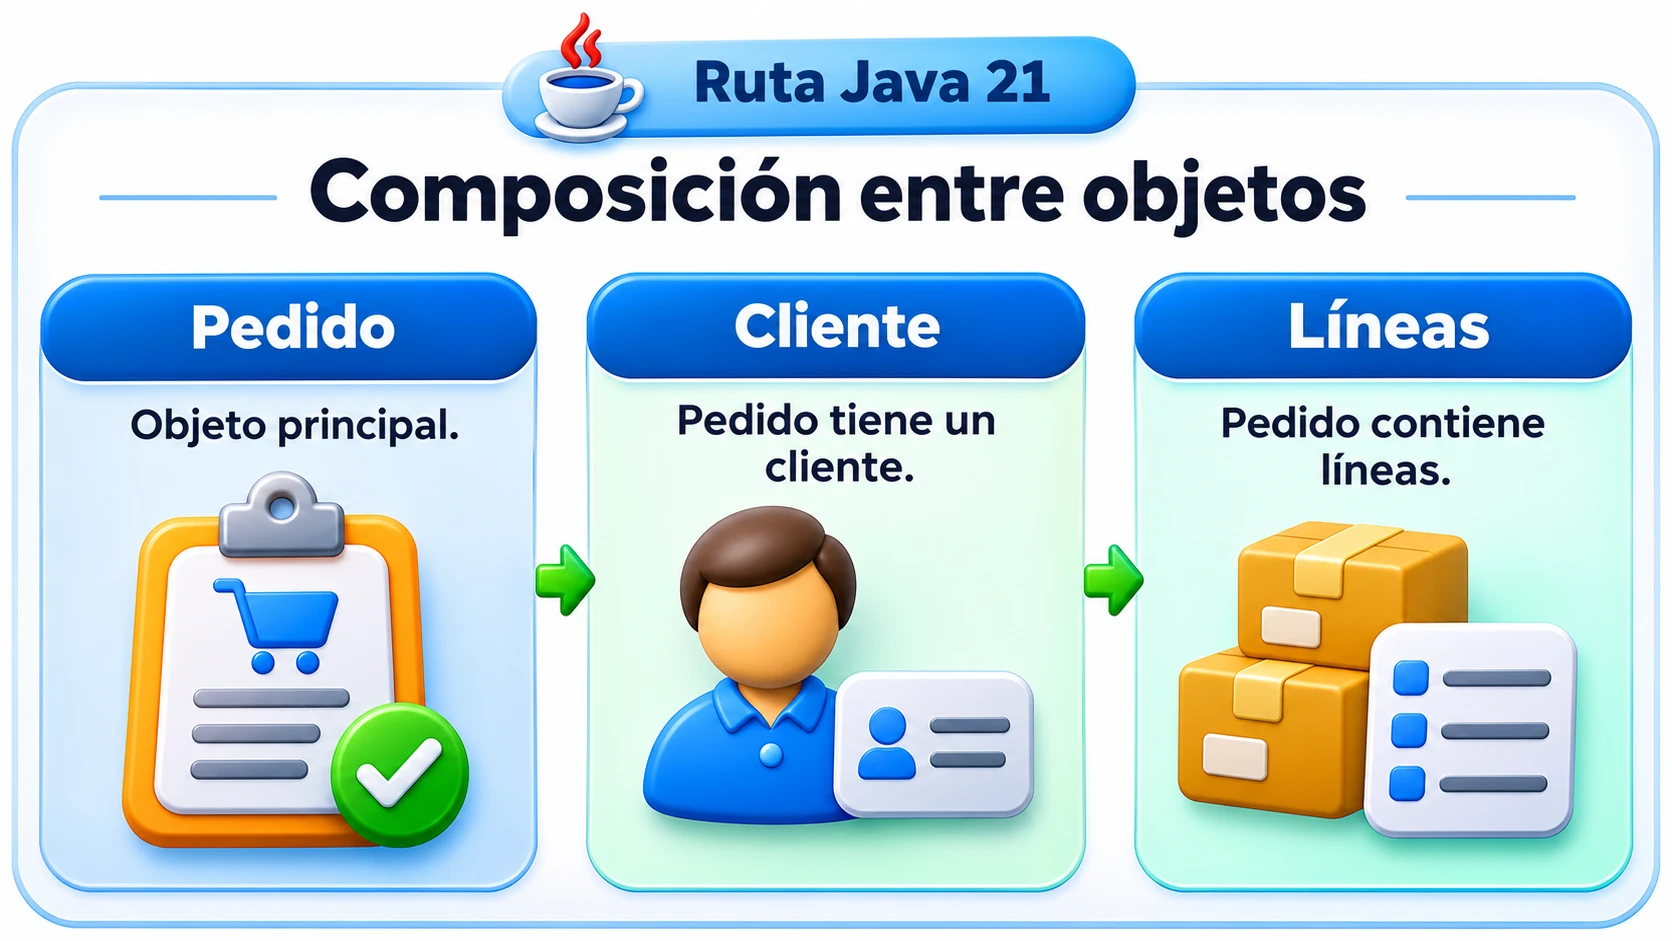 Ruta Java 21
Composición entre objetos
Pedido
Objeto principal.
Cliente
Pedido tiene un
cliente.
Líneas
Pedido contiene
líneas.